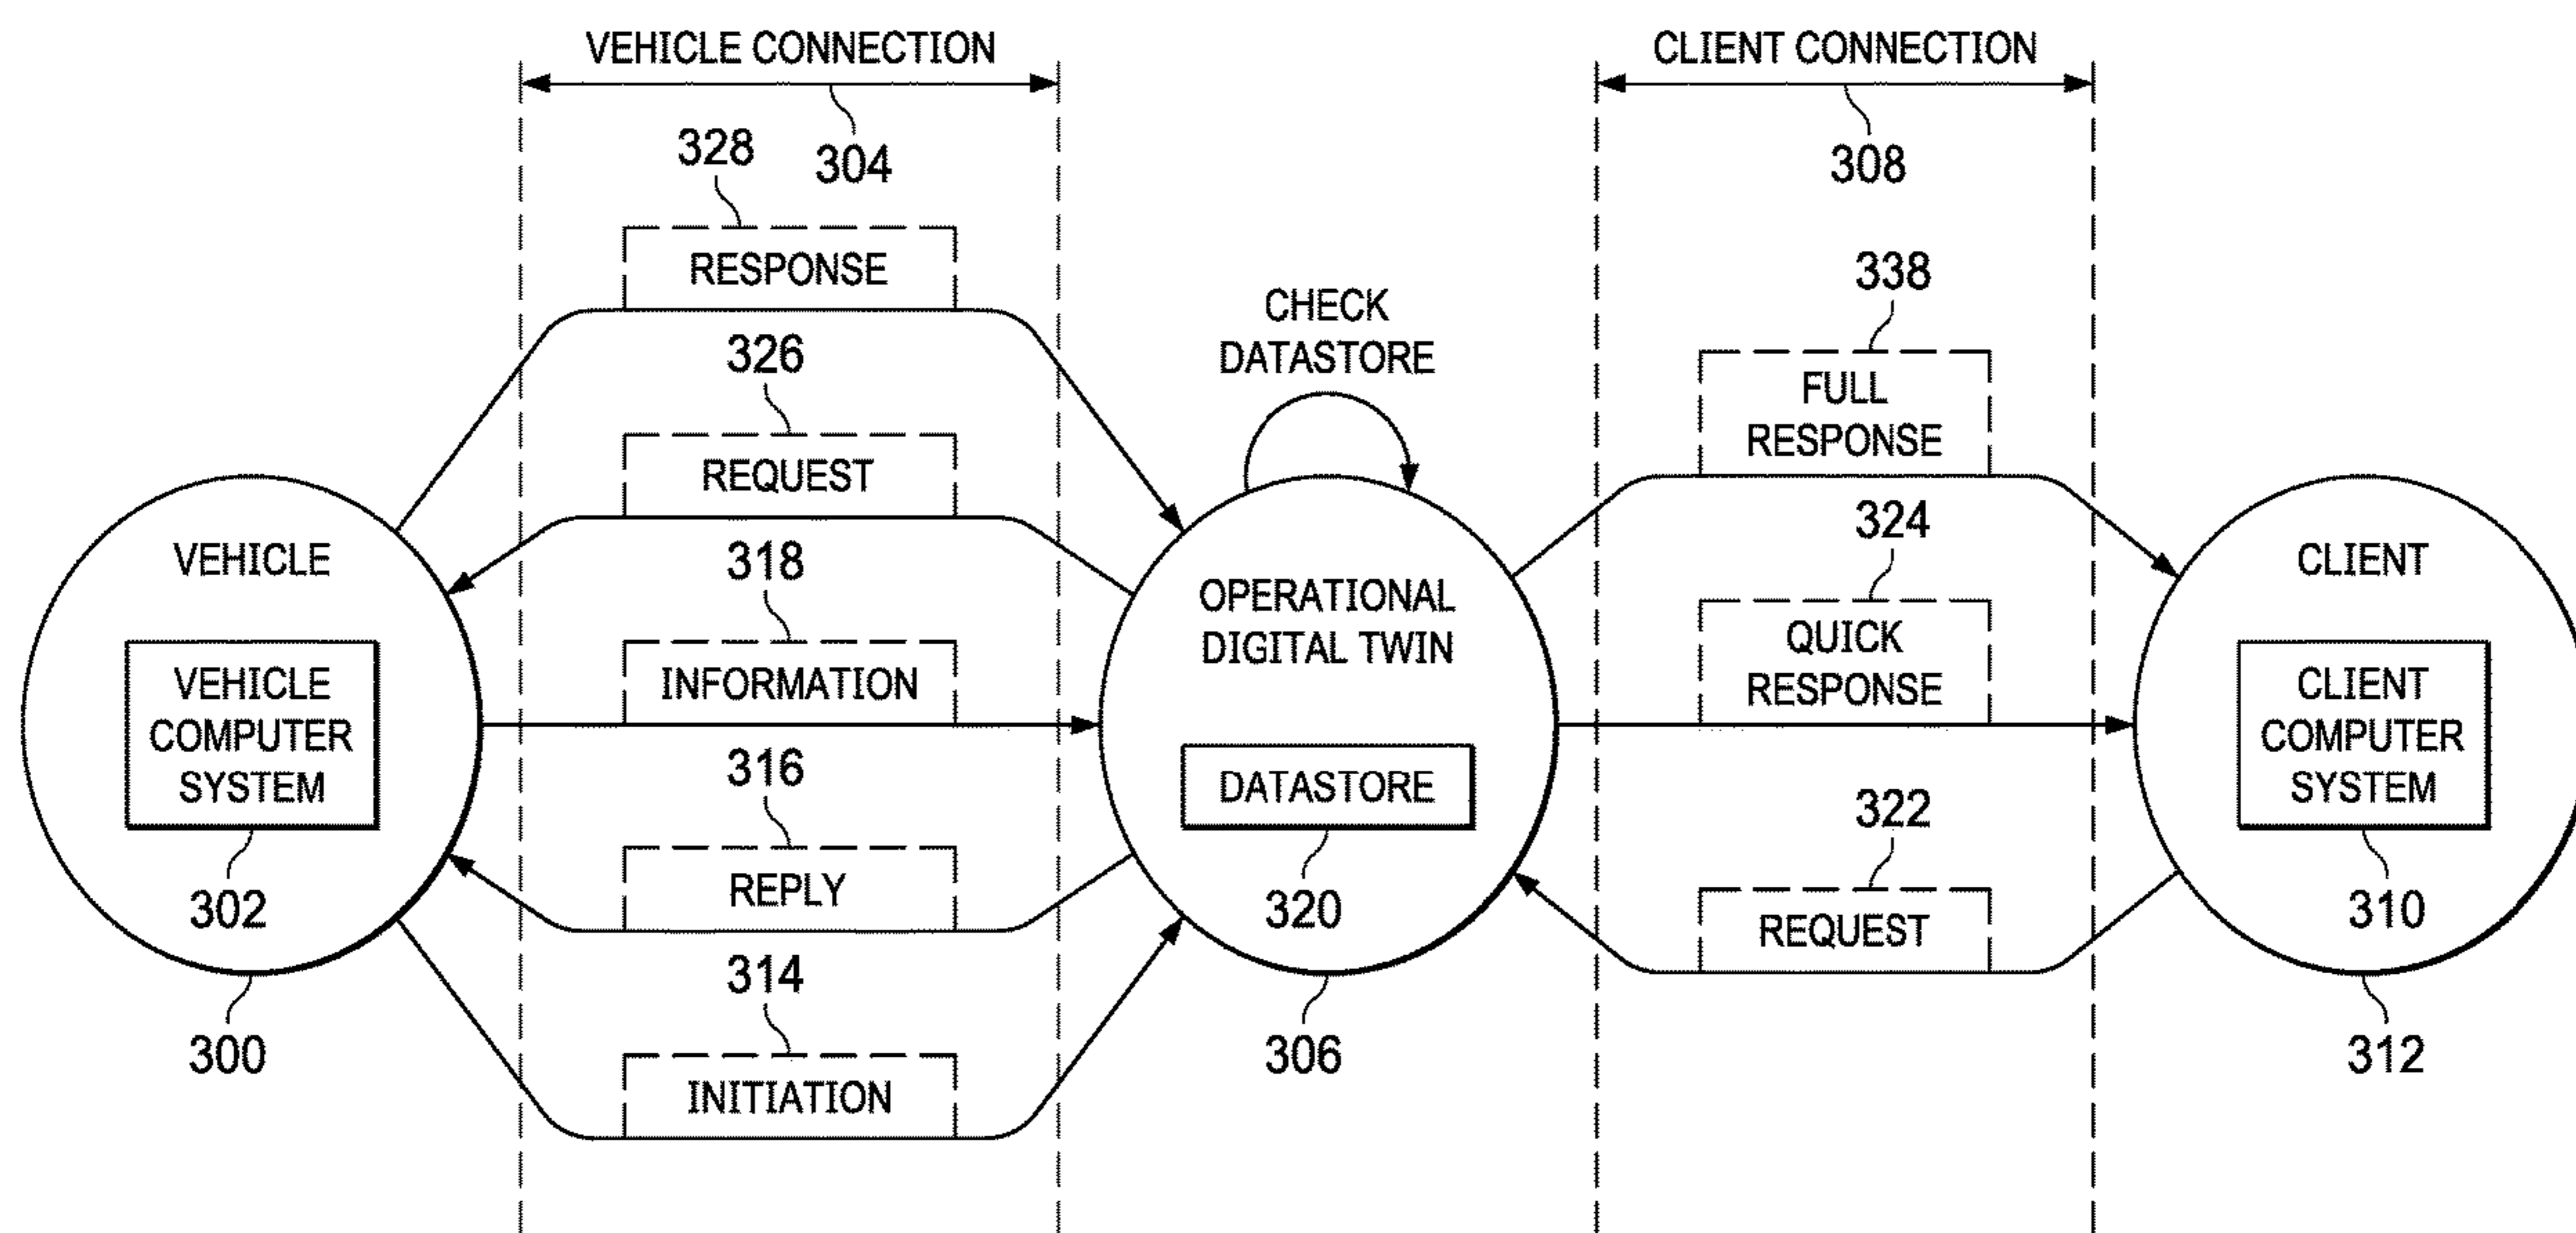 VEHICLE CONNECTION
304
CLIENT CONNECTION
308
328
RESPONSE
326
REQUEST
318
INFORMATION
316
REPLY
314
INITIATION
VEHICLE
VEHICLE
COMPUTER
SYSTEM
302
300
CHECK
DATASTORE
OPERATIONAL
DIGITAL TWIN
DATASTORE
320
306
338
FULL
RESPONSE
324
QUICK
RESPONSE
322
REQUEST
CLIENT
CLIENT
COMPUTER
SYSTEM
310
312